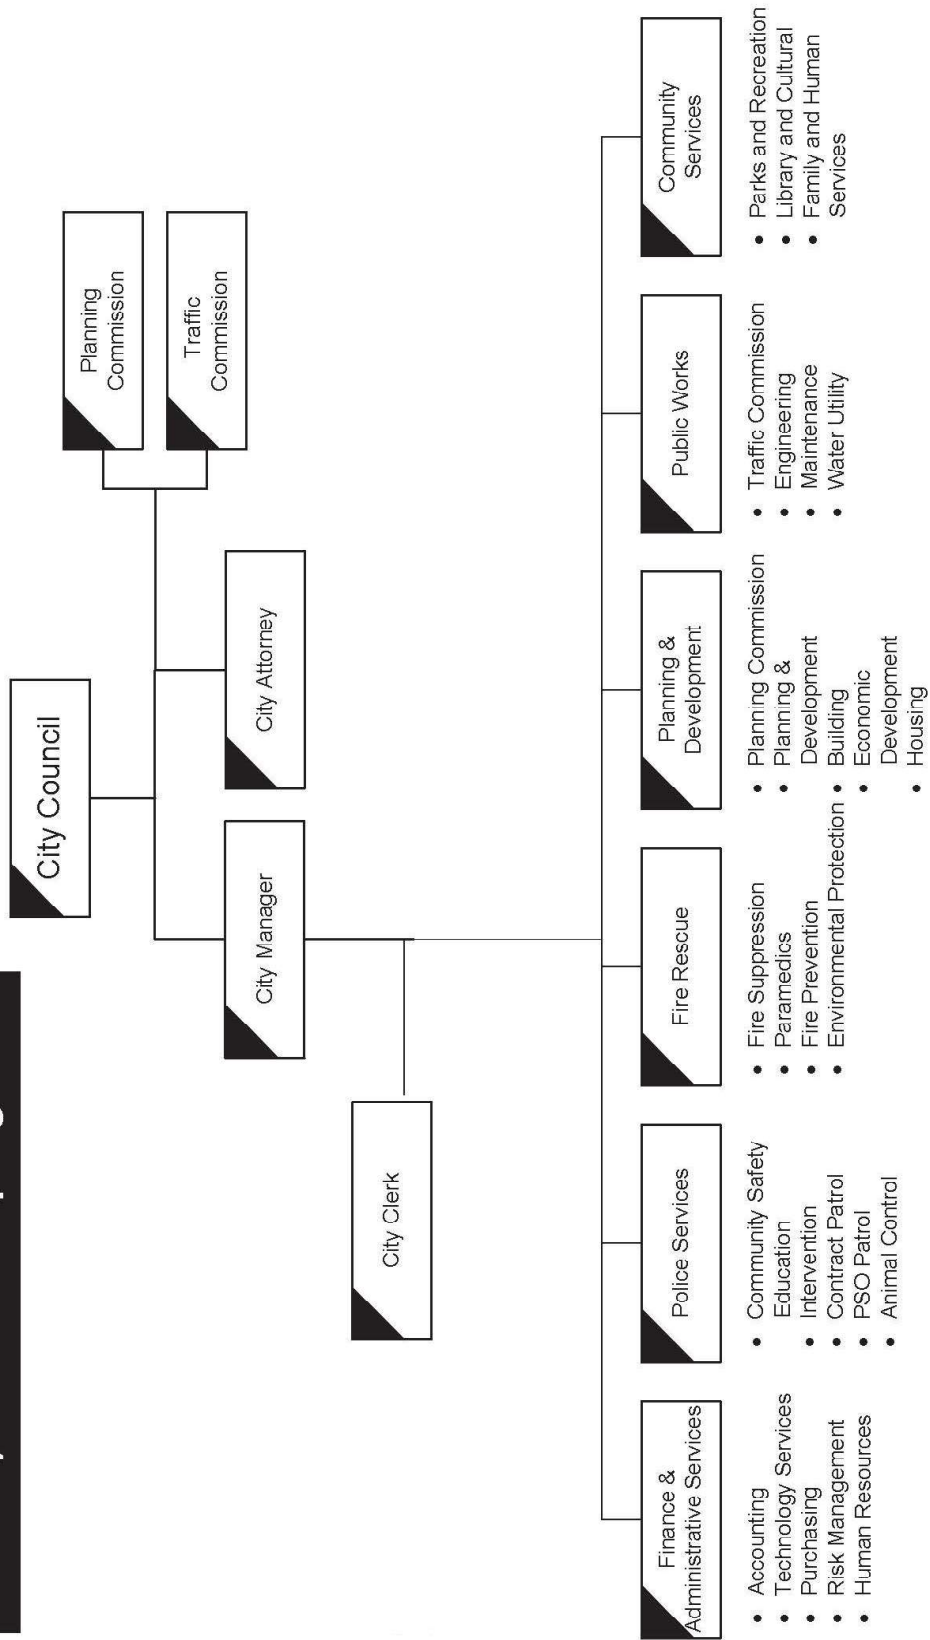 City Council
Planning
Commission
Traffic
Commission
City Manager
City Attorney
City Clerk
Finance &
Administrative Services
Police Services
Fire Rescue
Planning &
Development
Public Works
Community
Services
• Accounting
• Technology Services
• Purchasing
• Risk Management
• Human Resources
• Community Safety
Education
• Intervention
• Contract Patrol
• PSO Patrol
• Animal Control
• Fire Suppression
• Paramedics
• Fire Prevention
• Environmental Protection
• Planning Commission
• Planning &
Development
• Building
• Economic
Development
• Housing
• Traffic Commission
• Engineering
• Maintenance
• Water Utility
• Parks and Recreation
• Library and Cultural
• Family and Human
Services